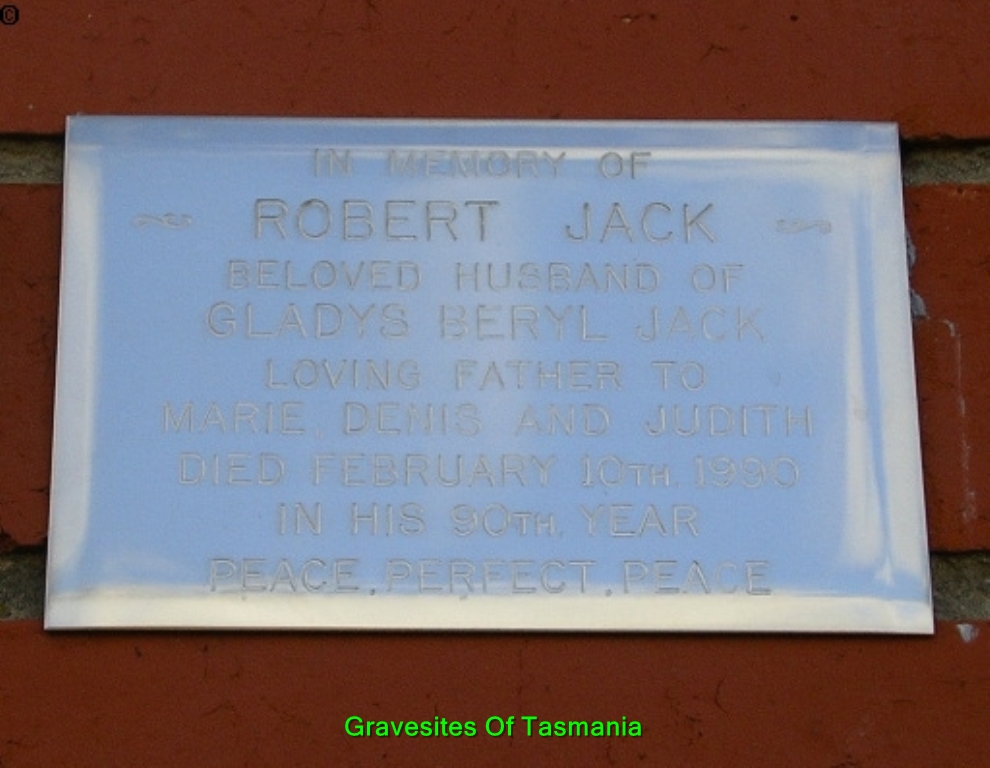 ©
IN MEMORY OF
ROBERT JACK
BELOVED HUSBAND OF
GLADYS BERYL JACK
LOVING FATHER TO
MARIE, DENIS AND JUDITH
DIED FEBRUARY 10TH. 1990
IN HIS 90TH. YEAR
PEACE, PERFECT, PEACE
Gravesites Of Tasmania